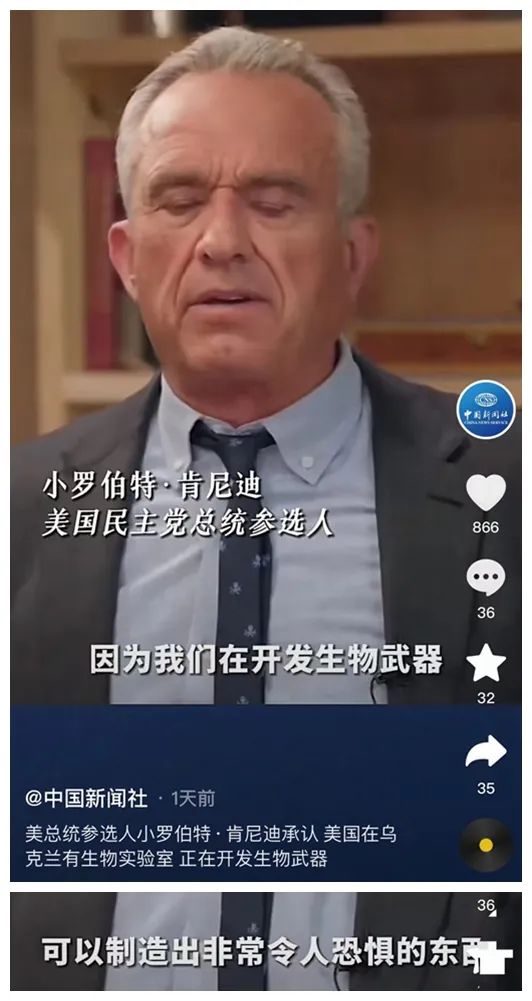 中国新闻社
CHINA NEWS SERVICE
866
小罗伯特·肯尼迪
美国民主党总统参选人
36
因为我们在开发生物武器
32
35
@中国新闻社 · 1天前
美总统参选人小罗伯特·肯尼迪承认 美国在乌
克兰有生物实验室 正在开发生物武器
36
可以制造出非常令人恐惧的东